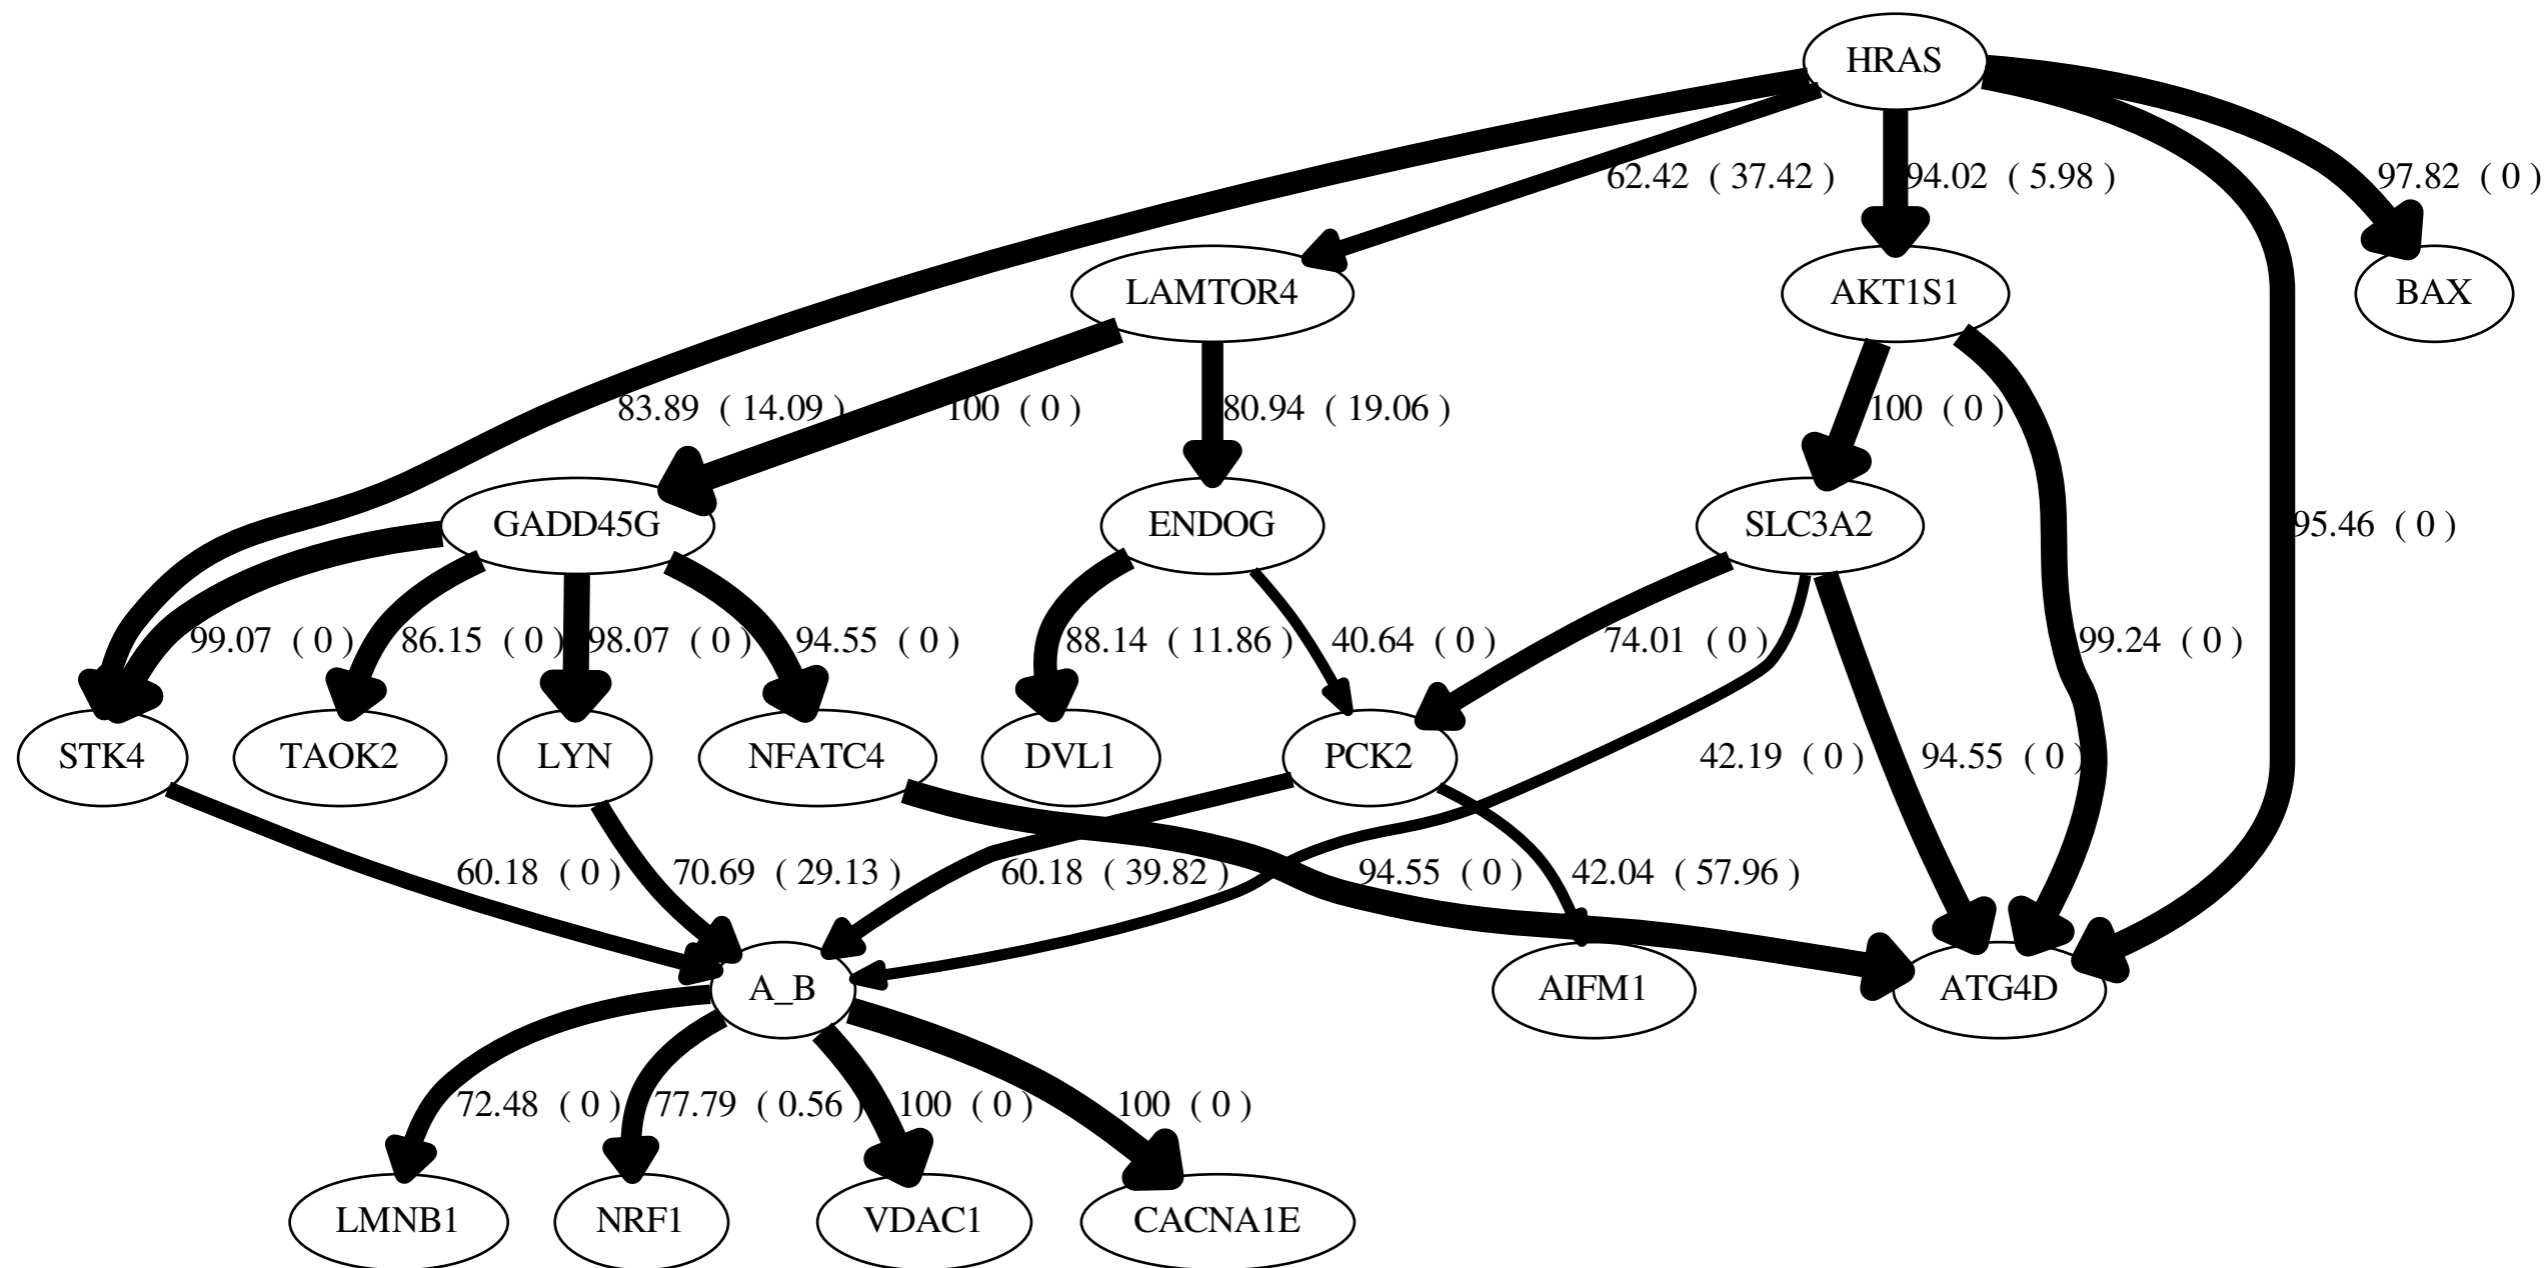 HRAS
62.42 ( 37.42 )
94.02 ( 5.98 )
97.82 ( 0 )
LAMTOR4
AKT1S1
BAX
83.89 ( 14.09 )
100 ( 0 )
80.94 ( 19.06 )
100 ( 0 )
GADD45G
ENDOG
SLC3A2
95.46 ( 0 )
99.07 ( 0 )
86.15 ( 0 )
98.07 ( 0 )
94.55 ( 0 )
88.14 ( 11.86 )
40.64 ( 0 )
74.01 ( 0 )
99.24 ( 0 )
STK4
TAOK2
LYN
NFATC4
DVL1
PCK2
42.19 ( 0 )
94.55 ( 0 )
60.18 ( 0 )
70.69 ( 29.13 )
60.18 ( 39.82 )
94.55 ( 0 )
42.04 ( 57.96 )
A_B
AIFM1
ATG4D
72.48 ( 0 )
77.79 ( 0.56 )
100 ( 0 )
100 ( 0 )
LMNB1
NRF1
VDAC1
CACNA1E